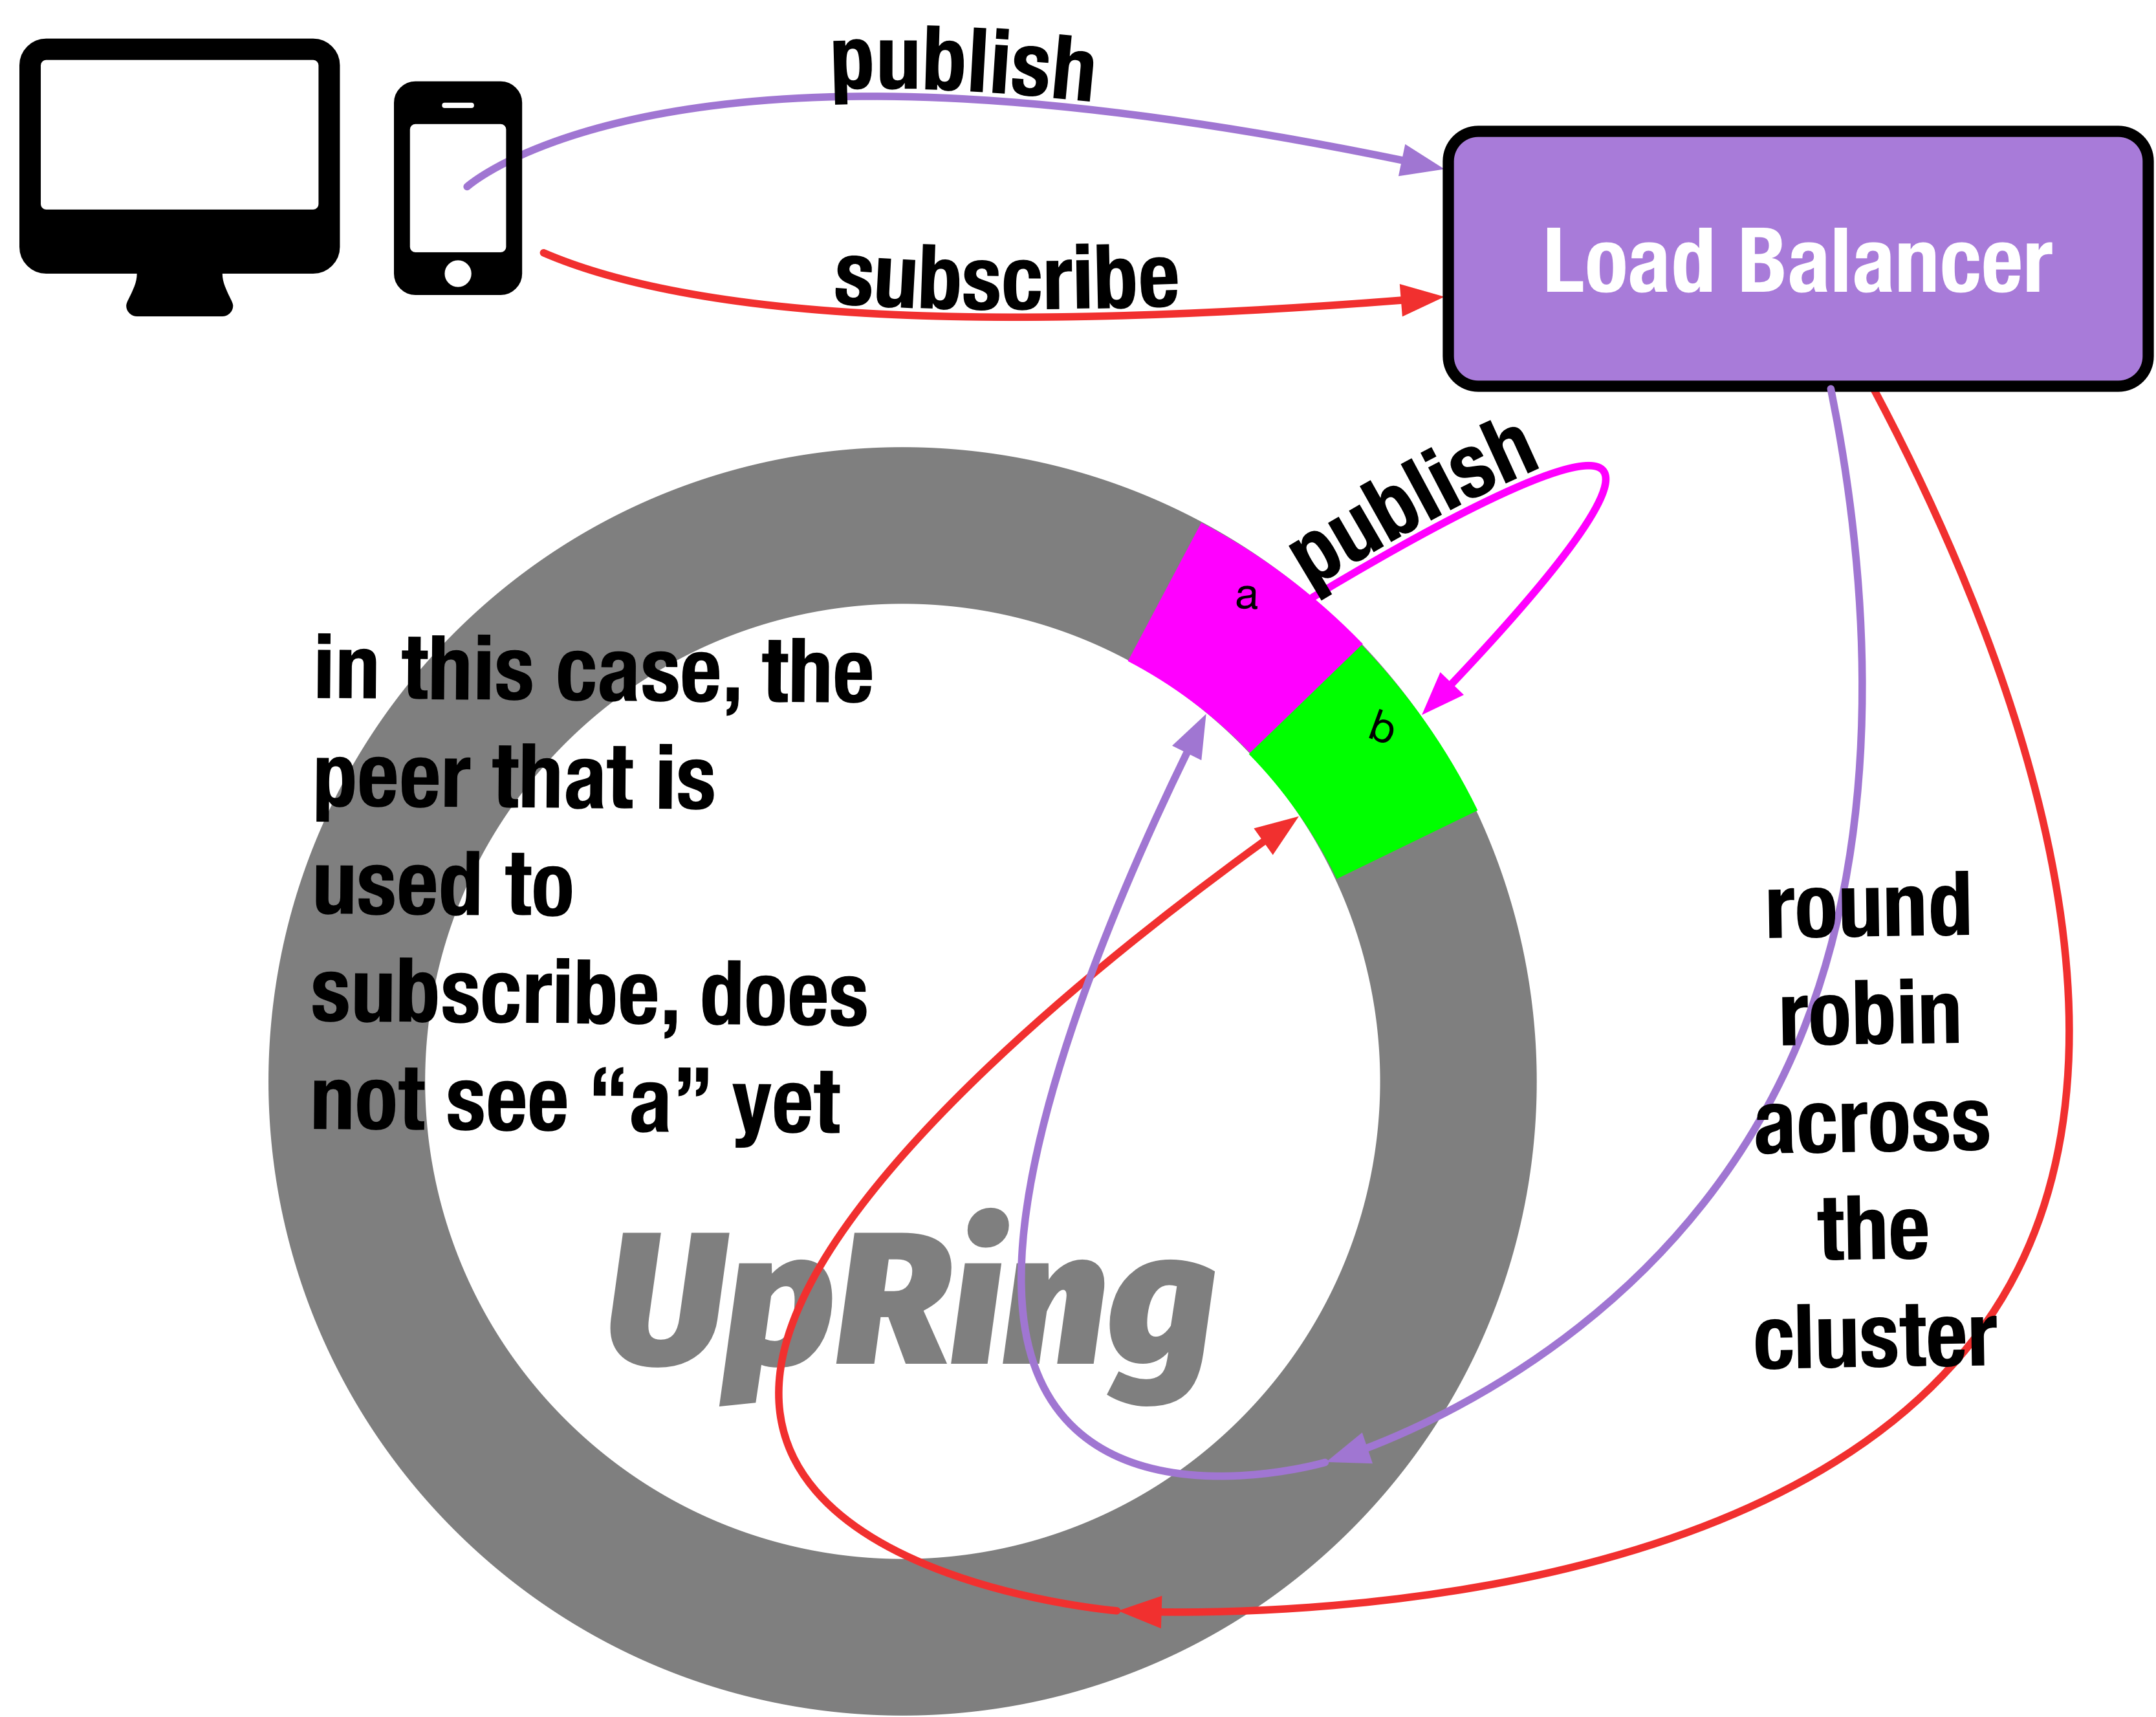 publish
subscribe
Load Balancer
publish
a
b
in this case, the
peer that is
used to
subscribe, does
not see “a” yet
round
robin
across
the
cluster
UpRing